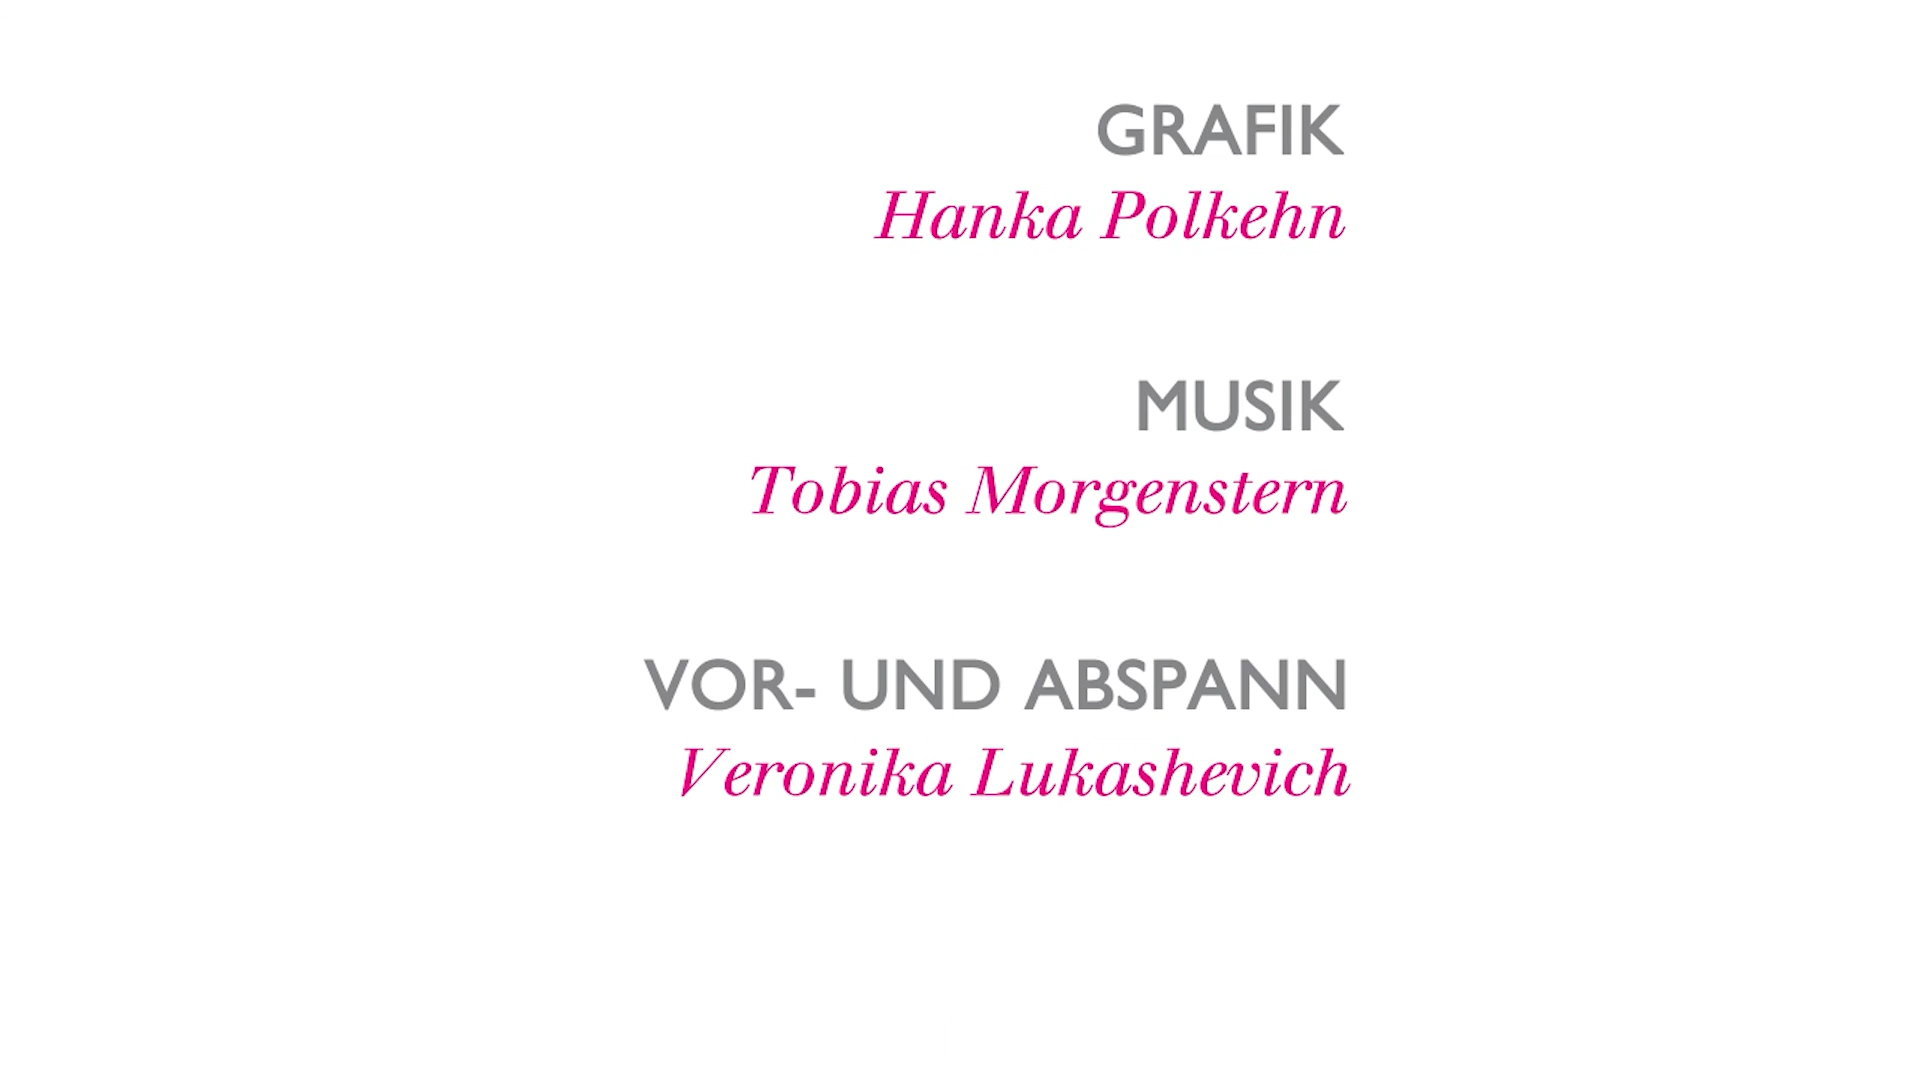 GRAFIK
Hanka Polkehn
MUSIK
Tobias Morgenstern
VOR- UND ABSPANN
Veronika Lukashevich